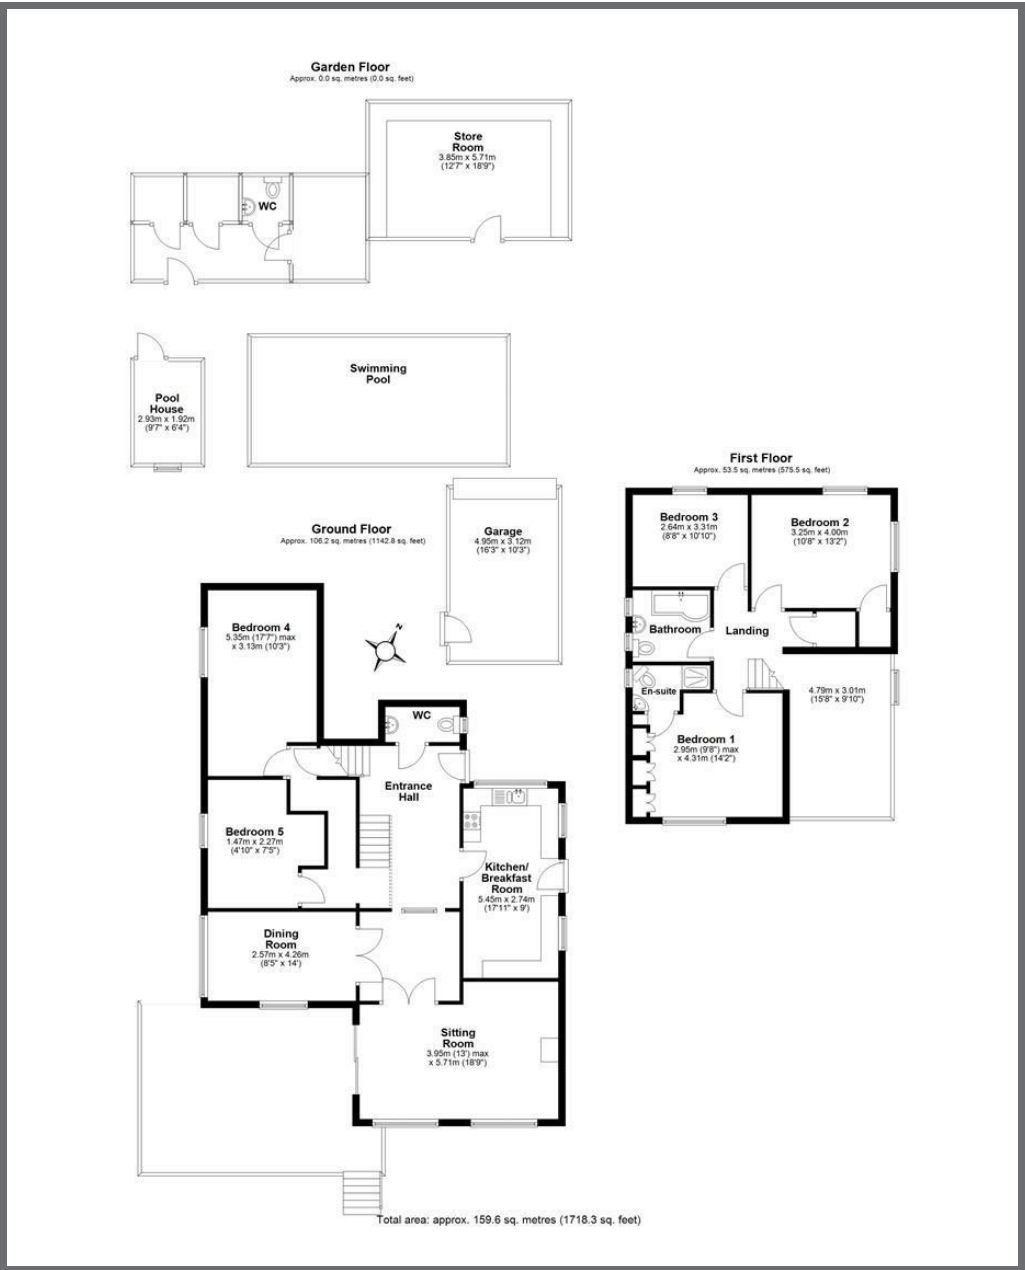 Garden Floor
Approx. 0.0 sq. metres (0.0 sq. feet)
Store
Room
3.85m x 5.71m
(12'7" x 18'9")
WC
Swimming
Pool
Pool
House
2.93m x 1.92m
(9'7" x 6'4")
First Floor
Approx. 53.5 sq. metres (575.5 sq. feet)
Ground Floor
Approx. 106.2 sq. metres (1142.8 sq. feet)
Garage
4.95m x 3.12m
(16'3" x 10'3")
Bedroom 3
2.64m x 3.31m
(8'8" x 10'10")
Bedroom 2
3.25m x 4.00m
(10'8" x 13'2")
Bathroom
Landing
En-suite
4.79m x 3.01m
(15'8" x 9'10")
Bedroom 1
2.95m (9'8") max
x 4.31m (14'2")
Bedroom 4
5.35m (17'7") max
x 3.13m (10'3")
N
WC
Entrance
Hall
Bedroom 5
1.47m x 2.27m
(4'10" x 7'5")
Kitchen/
Breakfast
Room
5.45m x 2.74m
(17'11" x 9')
Dining
Room
2.57m x 4.26m
(8'5" x 14')
Sitting
Room
3.95m (13') max
x 5.71m (18'9")
Total area: approx. 159.6 sq. metres (1718.3 sq. feet)